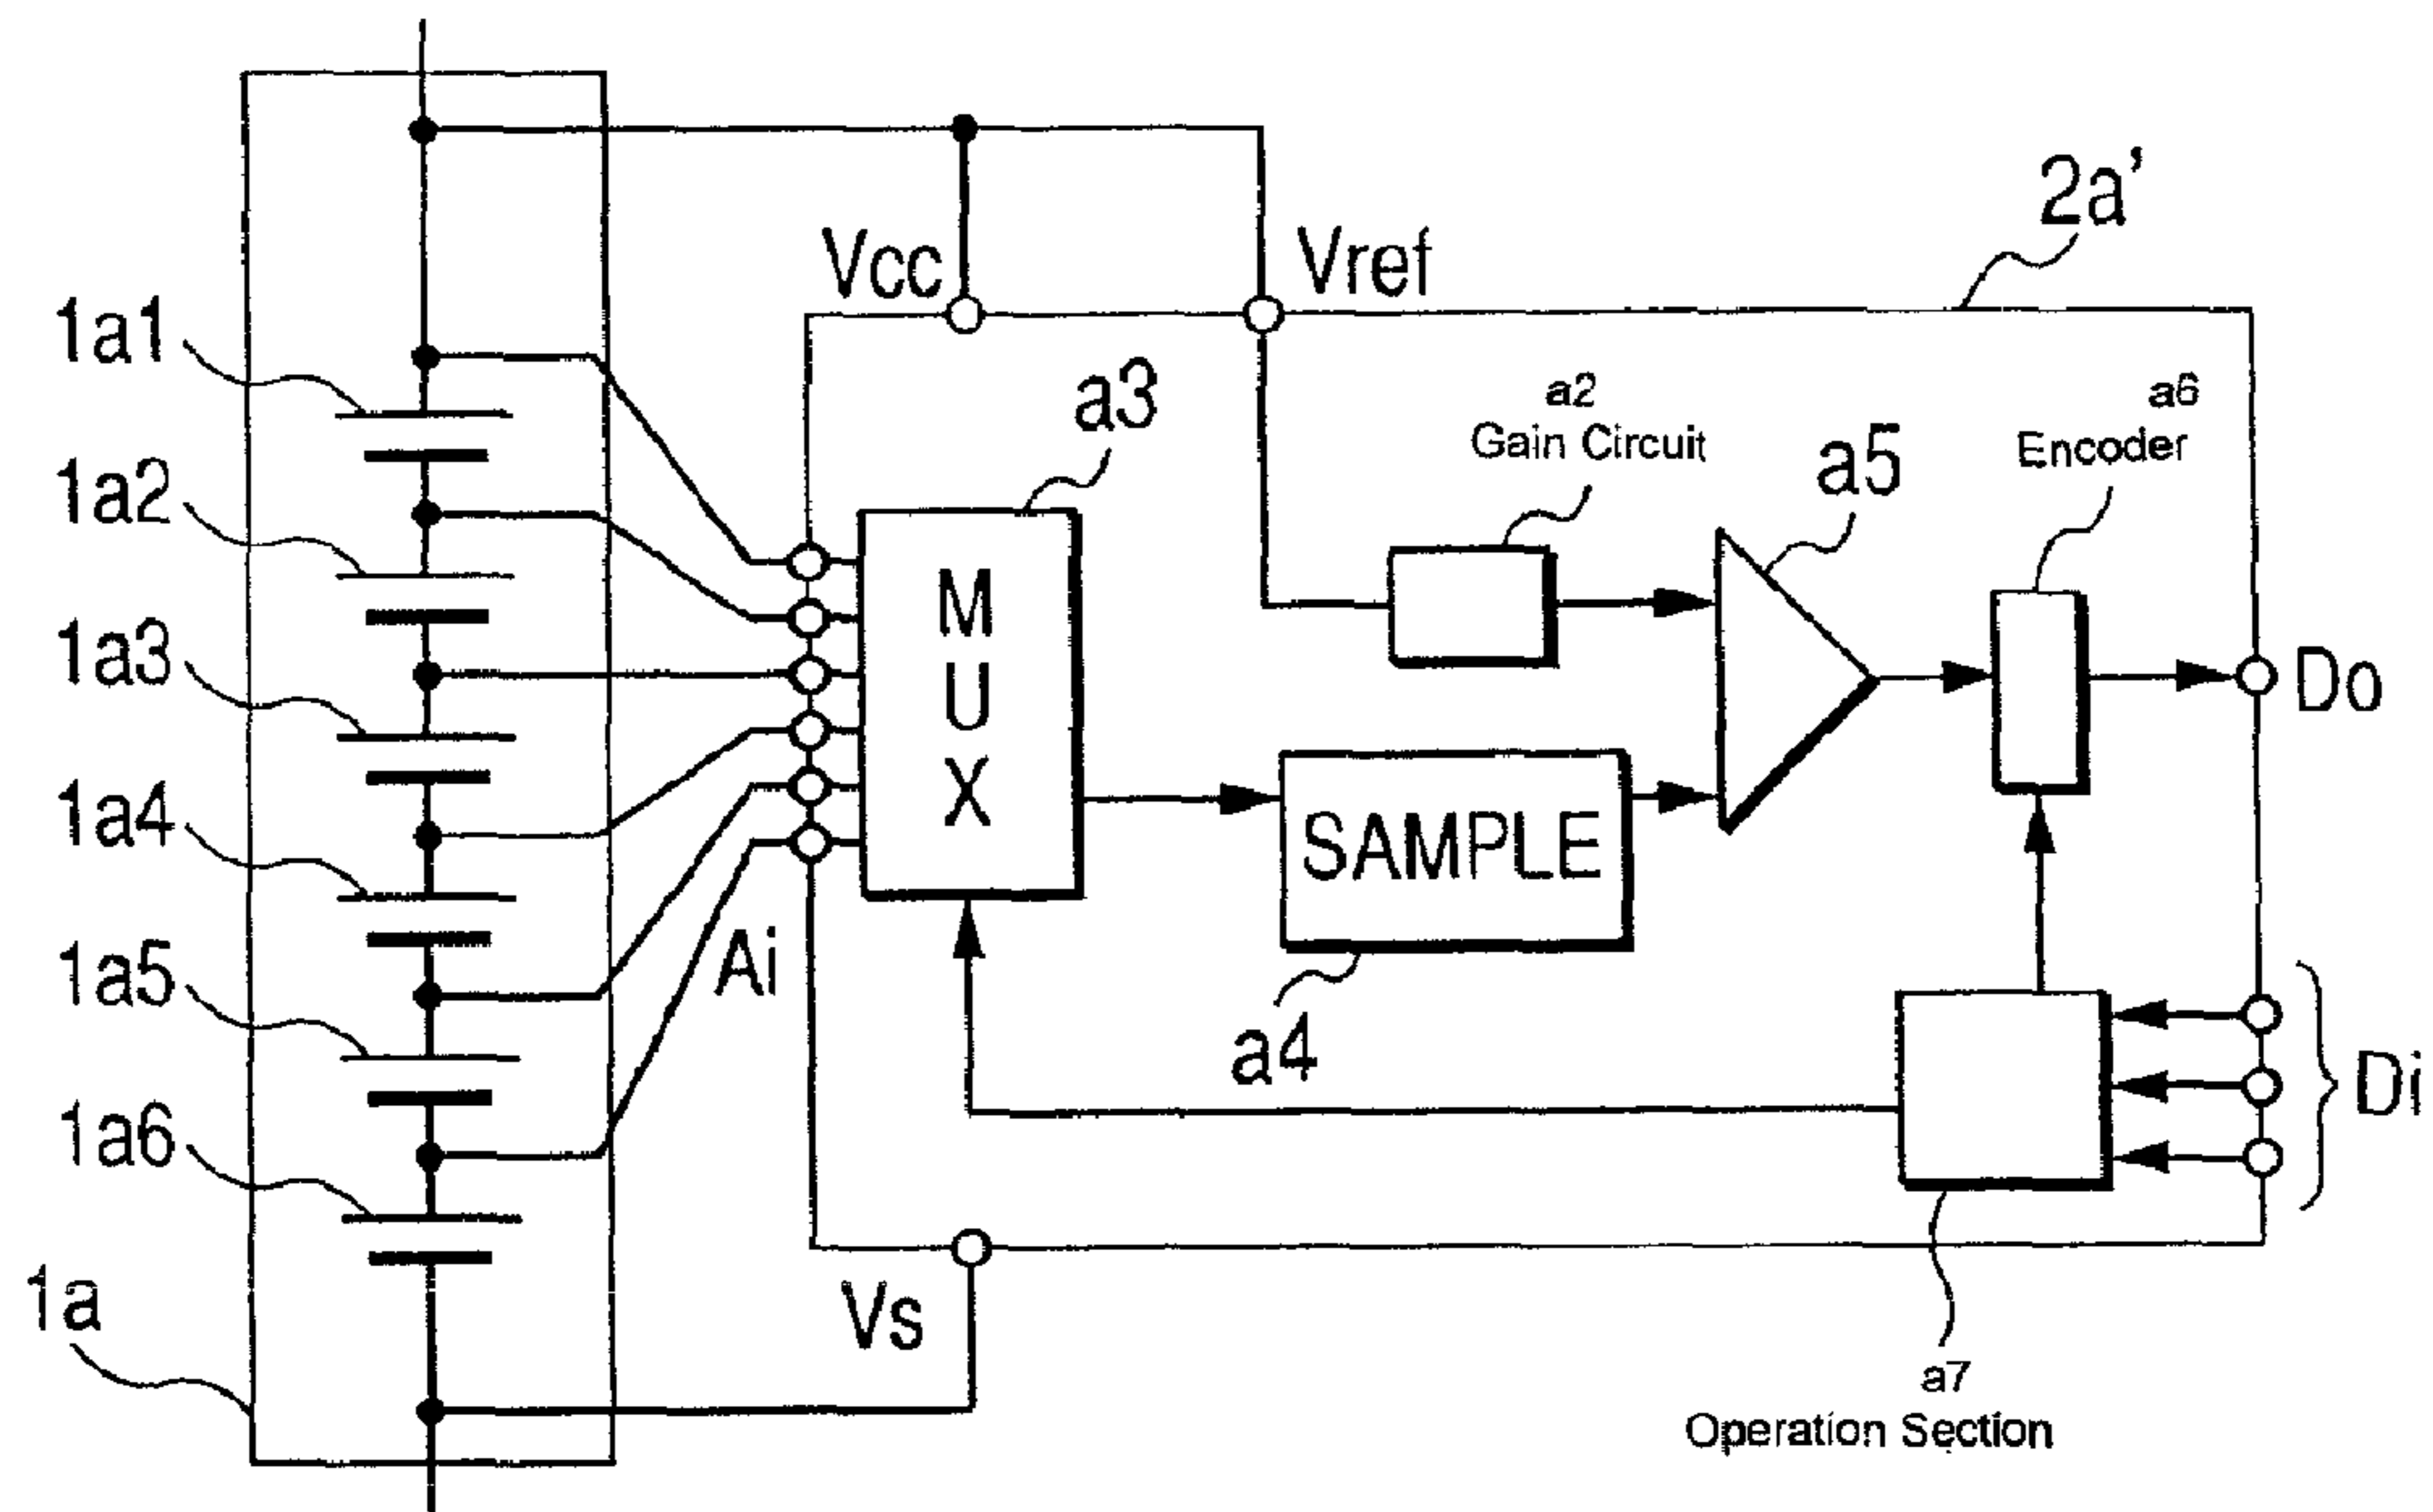 2a'
Vcc
Vref
1a1
a3
a2
Gain Circuit
a6
Encoder
a5
1a2
MUX
1a3
Do
1a4
SAMPLE
Ai
1a5
a4
Di
1a6
1a
Vs
a7
Operation Section